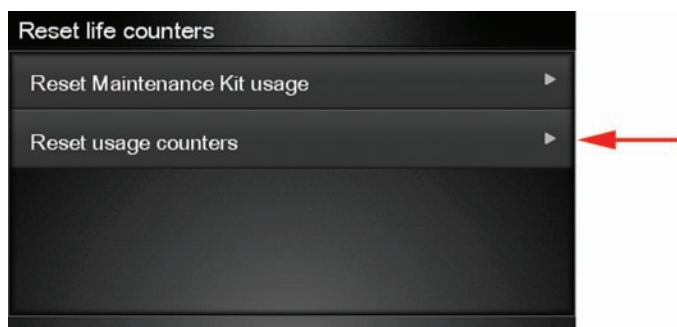 Reset life counters
Reset Maintenance Kit usage
Reset usage counters